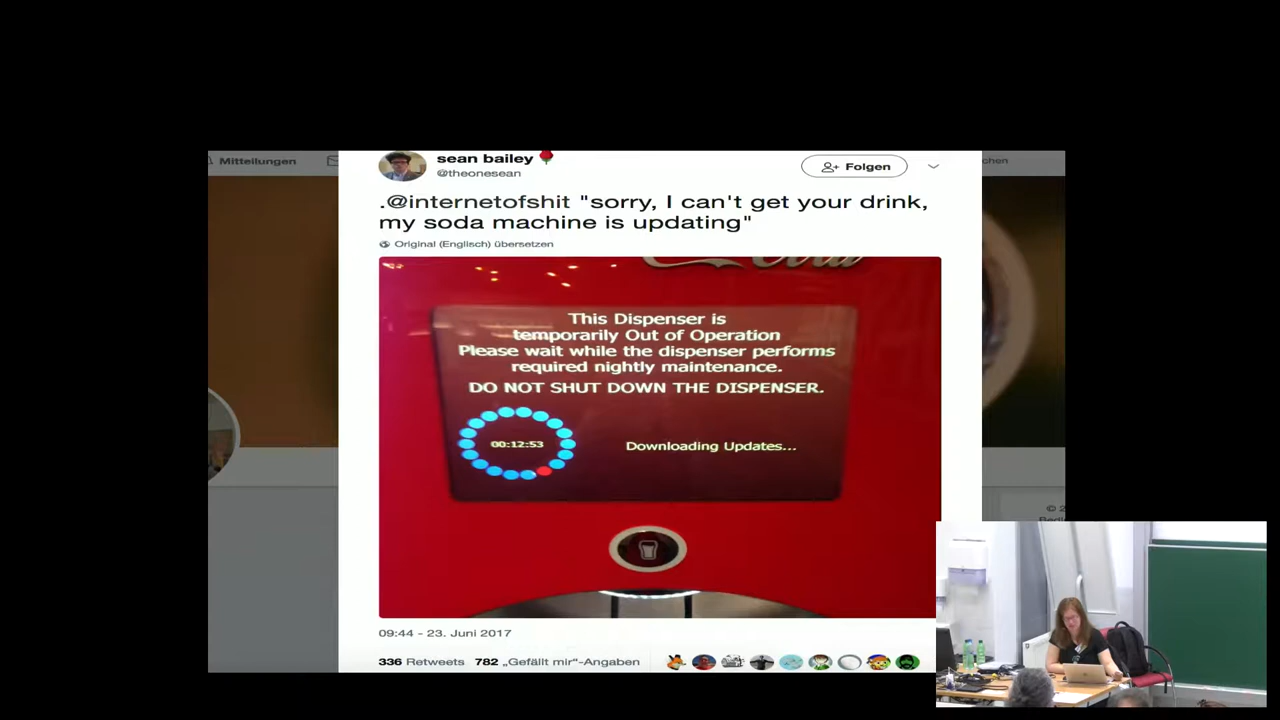 Mitteilungen
sean bailey
@theonesean
Folgen
chen
.@internetofshit "sorry, I can't get your drink,
my soda machine is updating"
Original (Englisch) übersetzen
Cola
This Dispenser is
temporarily Out of Operation
Please wait while the dispenser performs
required nightly maintenance.
DO NOT SHUT DOWN THE DISPENSER.
00:12:53
Downloading Updates...
© 2
09:44 - 23. Juni 2017
336 Retweets 782 „Gefällt mir“-Angaben